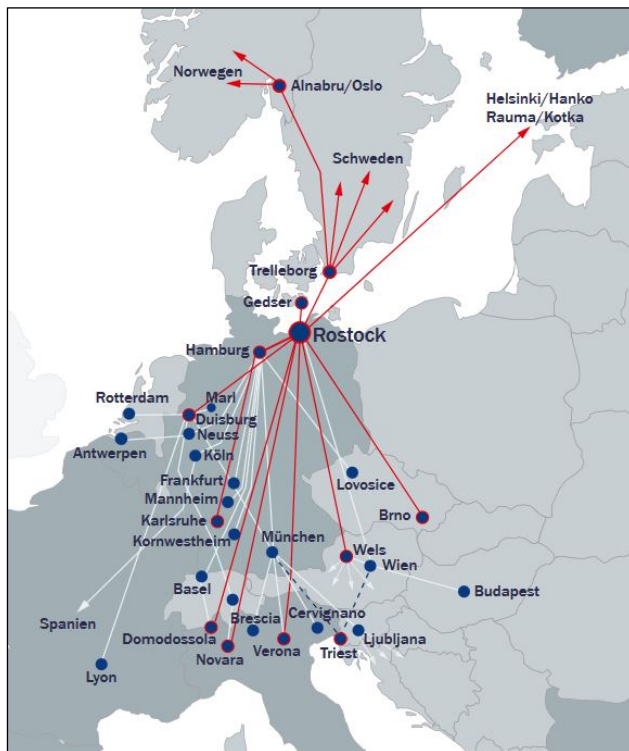 Norwegen
Alnabru/Oslo
Helsinki/Hanko
Rauma/Kotka
Schweden
Trelleborg
Gedser
Rostock
Hamburg
Rotterdam
Marl
Duisburg
Neuss
Antwerpen
Köln
Frankfurt
Lovosice
Mannheim
Karlsruhe
Brno
Kornwestheim
München
Wels
Wien
Basel
Budapest
Spanien
Brescia
Cervignano
Domodossola
Ljubljana
Novara
Verona
Triest
Lyon